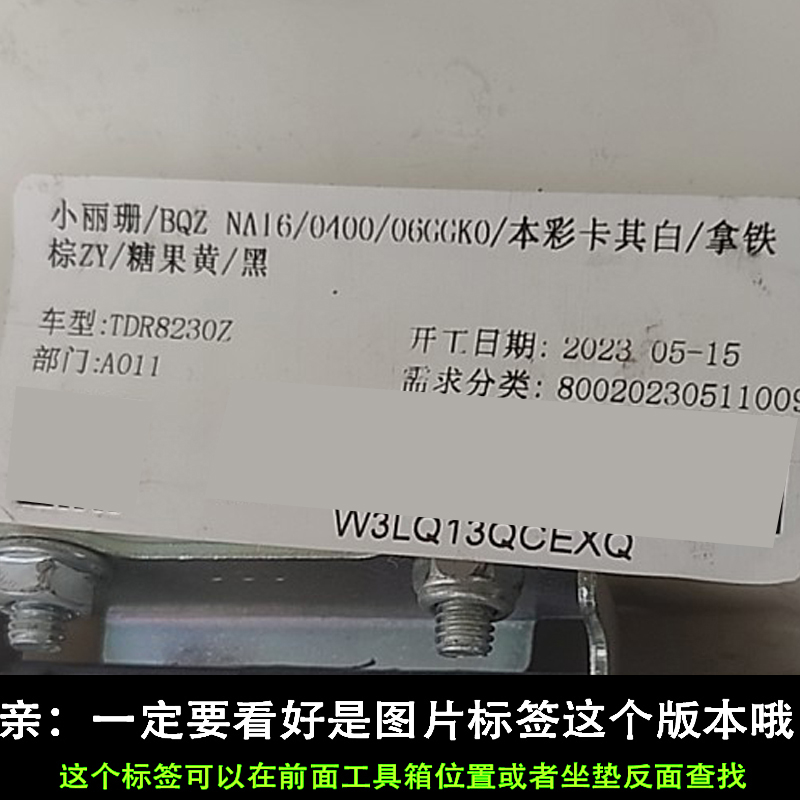 小丽珊/BQZ NA16/0400/06GGK0/本彩卡其白/拿铁
棕ZY/糖果黄/黑
车型:TDR8230Z
部门:A011
开工日期: 2023 05-15
需求分类: 800202305111009
W3LQ13QCEXQ
亲：一定要看好是图片标签这个版本哦
这个标签可以在前面工具箱位置或者坐垫反面查找